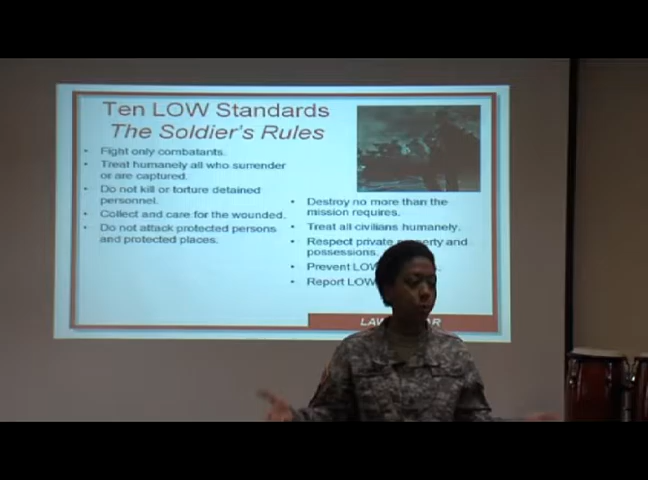 Ten LOW Standards
The Soldier's Rules
• Fight only combatants.
• Treat humanely all who surrender
or are captured.
• Do not kill or torture detained
personnel.
• Collect and care for the wounded.
• Do not attack protected persons
and protected places.
• Destroy no more than the
mission requires.
• Treat all civilians humanely.
• Respect private and
possessions.
• Prevent LOW
• Report LOW